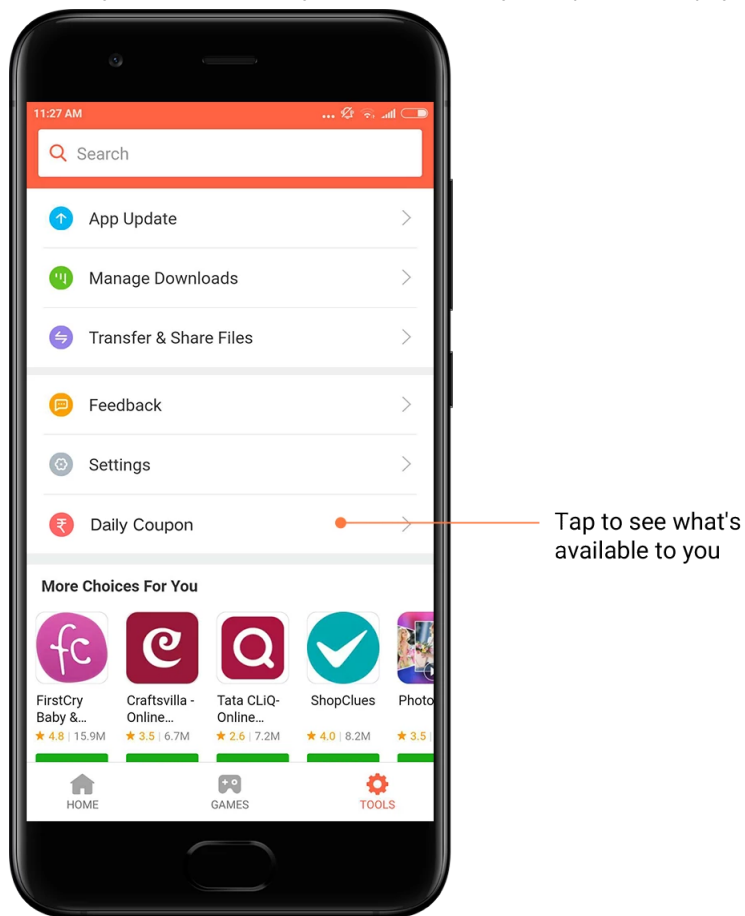 11:27 AM
Search
App Update
Manage Downloads
Transfer & Share Files
Feedback
Settings
₹ Daily Coupon
Tap to see what's
available to you
More Choices For You
fc
e
Q
FirstCry Craftsvilla - Tata CLiQ- ShopClues Photo
Baby &... Online... Online...
★ 4.8 | 15.9M ★ 3.5 | 6.7M ★ 2.6 | 7.2M ★ 4.0 | 8.2M ★ 3.5 |
HOME GAMES TOOLS